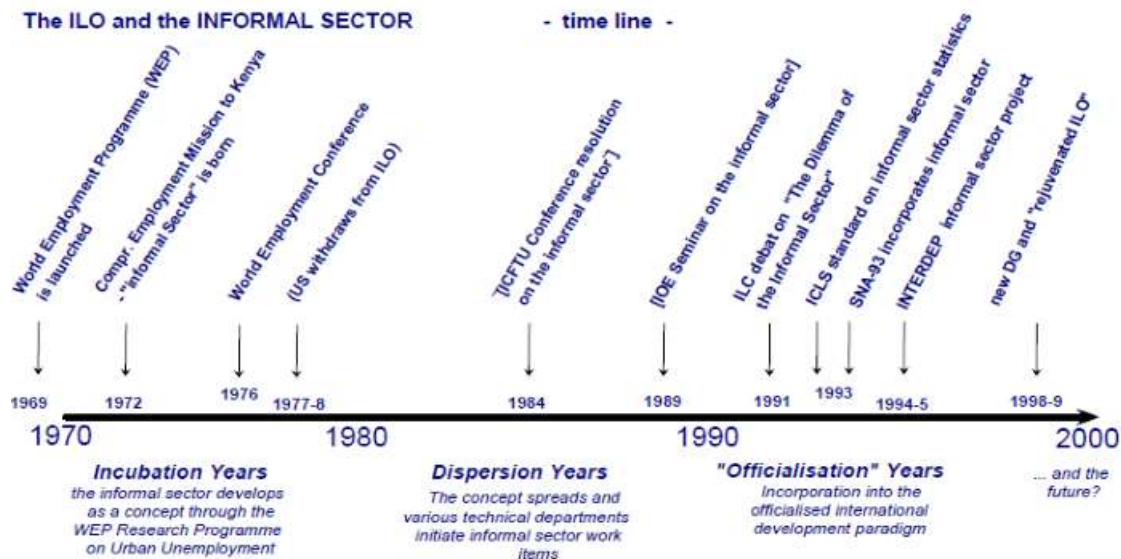 The ILO and the INFORMAL SECTOR - time line -
World Employment Programme (WEP)
is launched
Compr. Employment Mission to Kenya
- "'informal Sector" is born
World Employment Conference
(US withdraws from ILO)
'[ICFTU Conference resolution
on the informal sector']
[IOE Seminar on the informal sector]
ILC debat on "The Dilemma of
the Informal Sector"
ICLS standard on informal sector statistics
SNA-93 incorporates informal sector
INTERDEP informal sector project
new DG and "rejuvenated ILO"
1969 1972 1976 1977-8 1984 1989 1991 1993 1994-5 1998-9
1970 1980 1990 2000
Incubation Years
the informal sector develops
as a concept through the
WEP Research Programme
on Urban Unemployment
Dispersion Years
The concept spreads and
various technical departments
initiate informal sector work
items
"Officialisation" Years
Incorporation into the
officialised international
development paradigm
... and the
future?